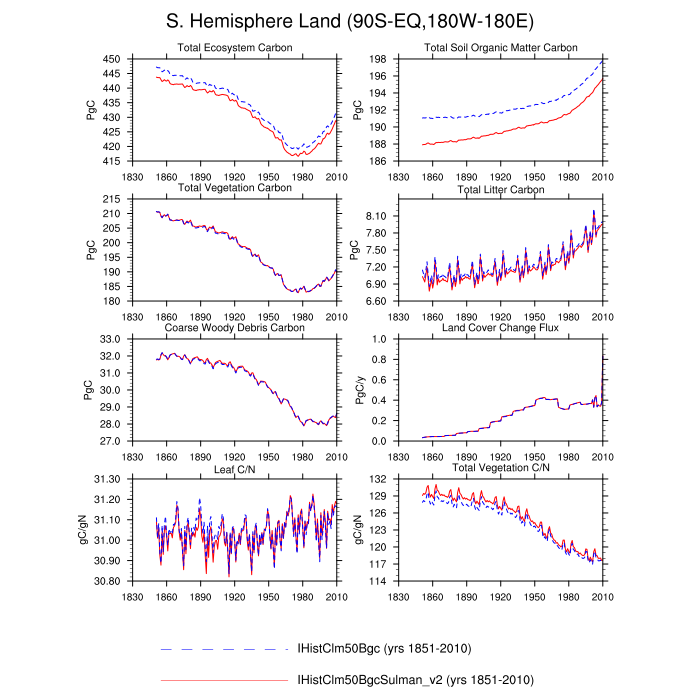 S. Hemisphere Land (90S-EQ,180W-180E)
Total Ecosystem Carbon
PgC
450
445
440
435
430
425
420
415
1830 1860 1890 1920 1950 1980 2010
Total Soil Organic Matter Carbon
PgC
198
196
194
192
190
188
186
1830 1860 1890 1920 1950 1980 2010
Total Vegetation Carbon
PgC
215
210
205
200
195
190
185
180
1830 1860 1890 1920 1950 1980 2010
Total Litter Carbon
PgC
8.10
7.80
7.50
7.20
6.90
6.60
1830 1860 1890 1920 1950 1980 2010
Coarse Woody Debris Carbon
PgC
33.0
32.0
31.0
30.0
29.0
28.0
27.0
1830 1860 1890 1920 1950 1980 2010
Land Cover Change Flux
PgC/y
1.0
0.8
0.6
0.4
0.2
0.0
1830 1860 1890 1920 1950 1980 2010
Leaf C/N
gC/gN
31.30
31.20
31.10
31.00
30.90
30.80
1830 1860 1890 1920 1950 1980 2010
Total Vegetation C/N
gC/gN
132
129
126
123
120
117
114
1830 1860 1890 1920 1950 1980 2010
IHistClm50Bgc (yrs 1851-2010)
IHistClm50BgcSulman_v2 (yrs 1851-2010)